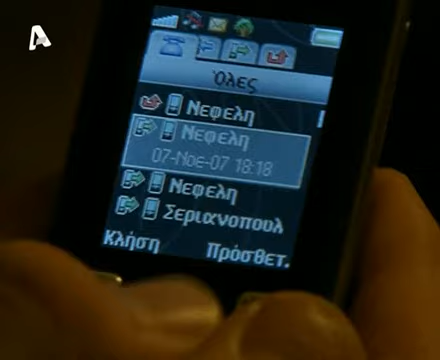 A
Όλες
Νεφελη
Νεφελη
07-Νοε-07 18:18
Νεφελη
Σεριανοπουλ
Κλήση Πρόσθετ.